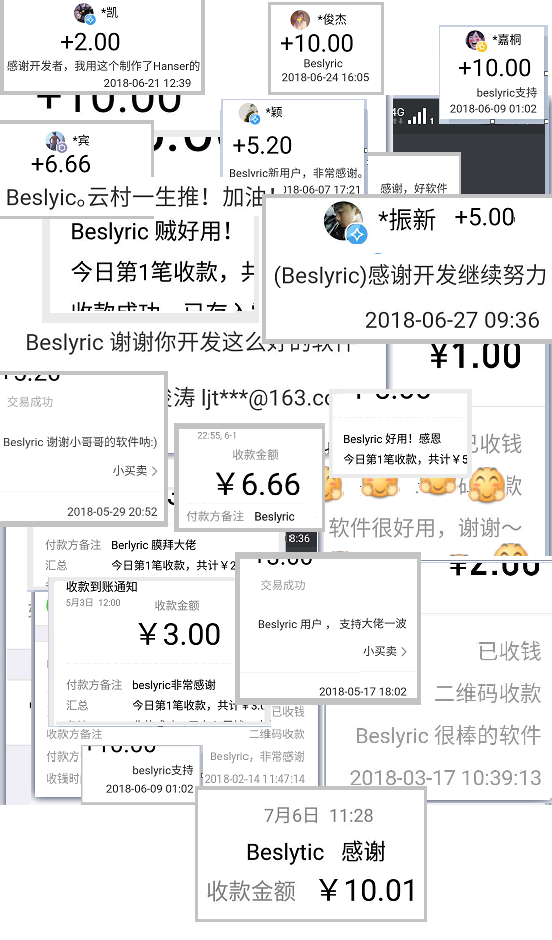 *凯
+2.00
感谢开发者，我用这个制作了Hanser的
2018-06-21 12:39
*俊杰
+10.00
Beslyric
2018-06-24 16:05
*嘉桐
+10.00
beslyric支持
2018-06-09 01:02
+10.00
4G
1
*颖
+5.20
Beslyric新用户，非常感谢。
2018-06-07 17:21
*宾
+6.66
感谢，好软件
Beslyic。云村一生推！加油！
*振新 +5.00
(Beslyric)感谢开发继续努力
2018-06-27 09:36
Beslyric 贼好用！
今日第1笔收款，共
收款成功，已存入
Beslyric 谢谢你开发这么好的软件
￥1.00
涛 ljt***@163.co
+5.20
交易成功
Beslyric 谢谢小哥哥的软件呐:)
小买卖
2018-05-29 20:52
Beslyric 好用！感恩
今日第1笔收款，共计￥5
已收钱
22:55, 6-1
收款金额
￥6.66
付款方备注 Beslyric
码
款
软件很好用，谢谢～
8:36
付款方备注 Berlyric 膜拜大佬
汇总 今日第1笔收款，共计￥2
交易成功
Beslyric 用户 ， 支持大佬一波
小买卖
2018-05-17 18:02
￥2.00
收款到账通知
5月3日 12:00
收款金额
￥3.00
付款方备注 beslyric非常感谢
汇总 今日第1笔收款，共计￥3.0
已收钱
二维码收款
Beslyric 很棒的软件
2018-03-17 10:39:13
已收钱
收款方备注 二维码收款
付款方 Beslyric，非常感谢
收钱时 2018-02-14 11:47:14
+10.00
beslyric支持
2018-06-09 01:02
7月6日 11:28
Beslytic 感谢
收款金额 ￥10.01